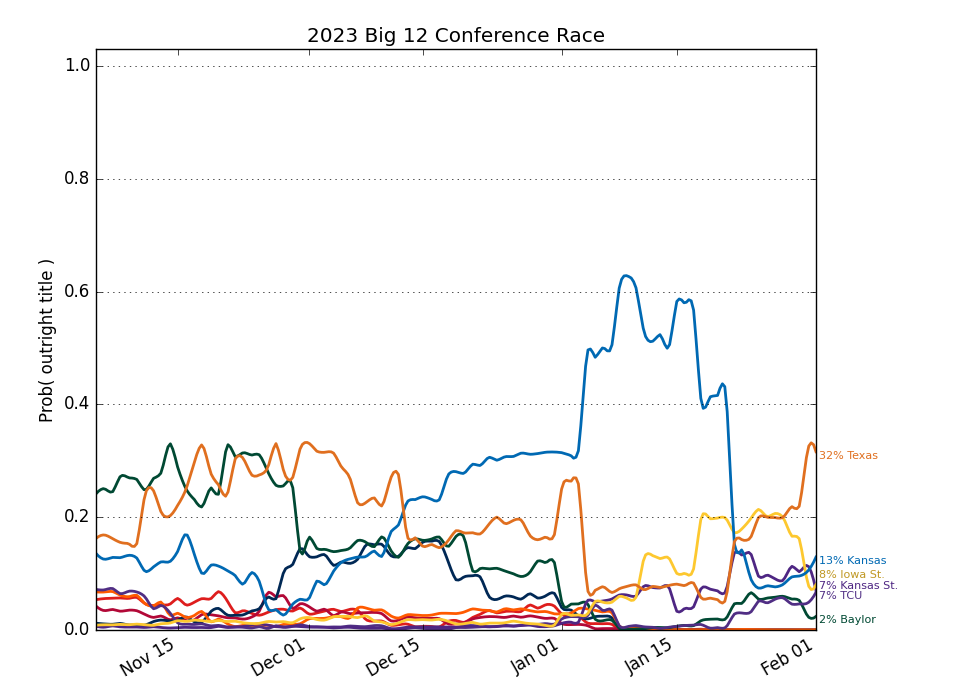 2023 Big 12 Conference Race
Prob( outright title )
1.0
0.8
0.6
0.4
0.2
0.0
32% Texas
13% Kansas
8% Iowa St.
7% Kansas St.
7% TCU
2% Baylor
Nov 15
Dec 01
Dec 15
Jan 01
Jan 15
Feb 01